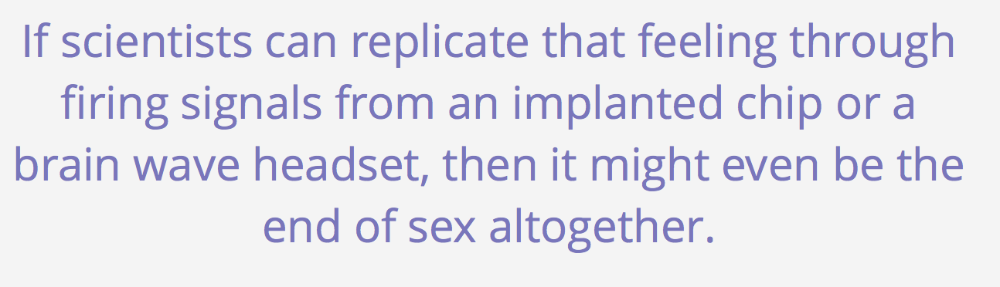 If scientists can replicate that feeling through
firing signals from an implanted chip or a
brain wave headset, then it might even be the
end of sex altogether.